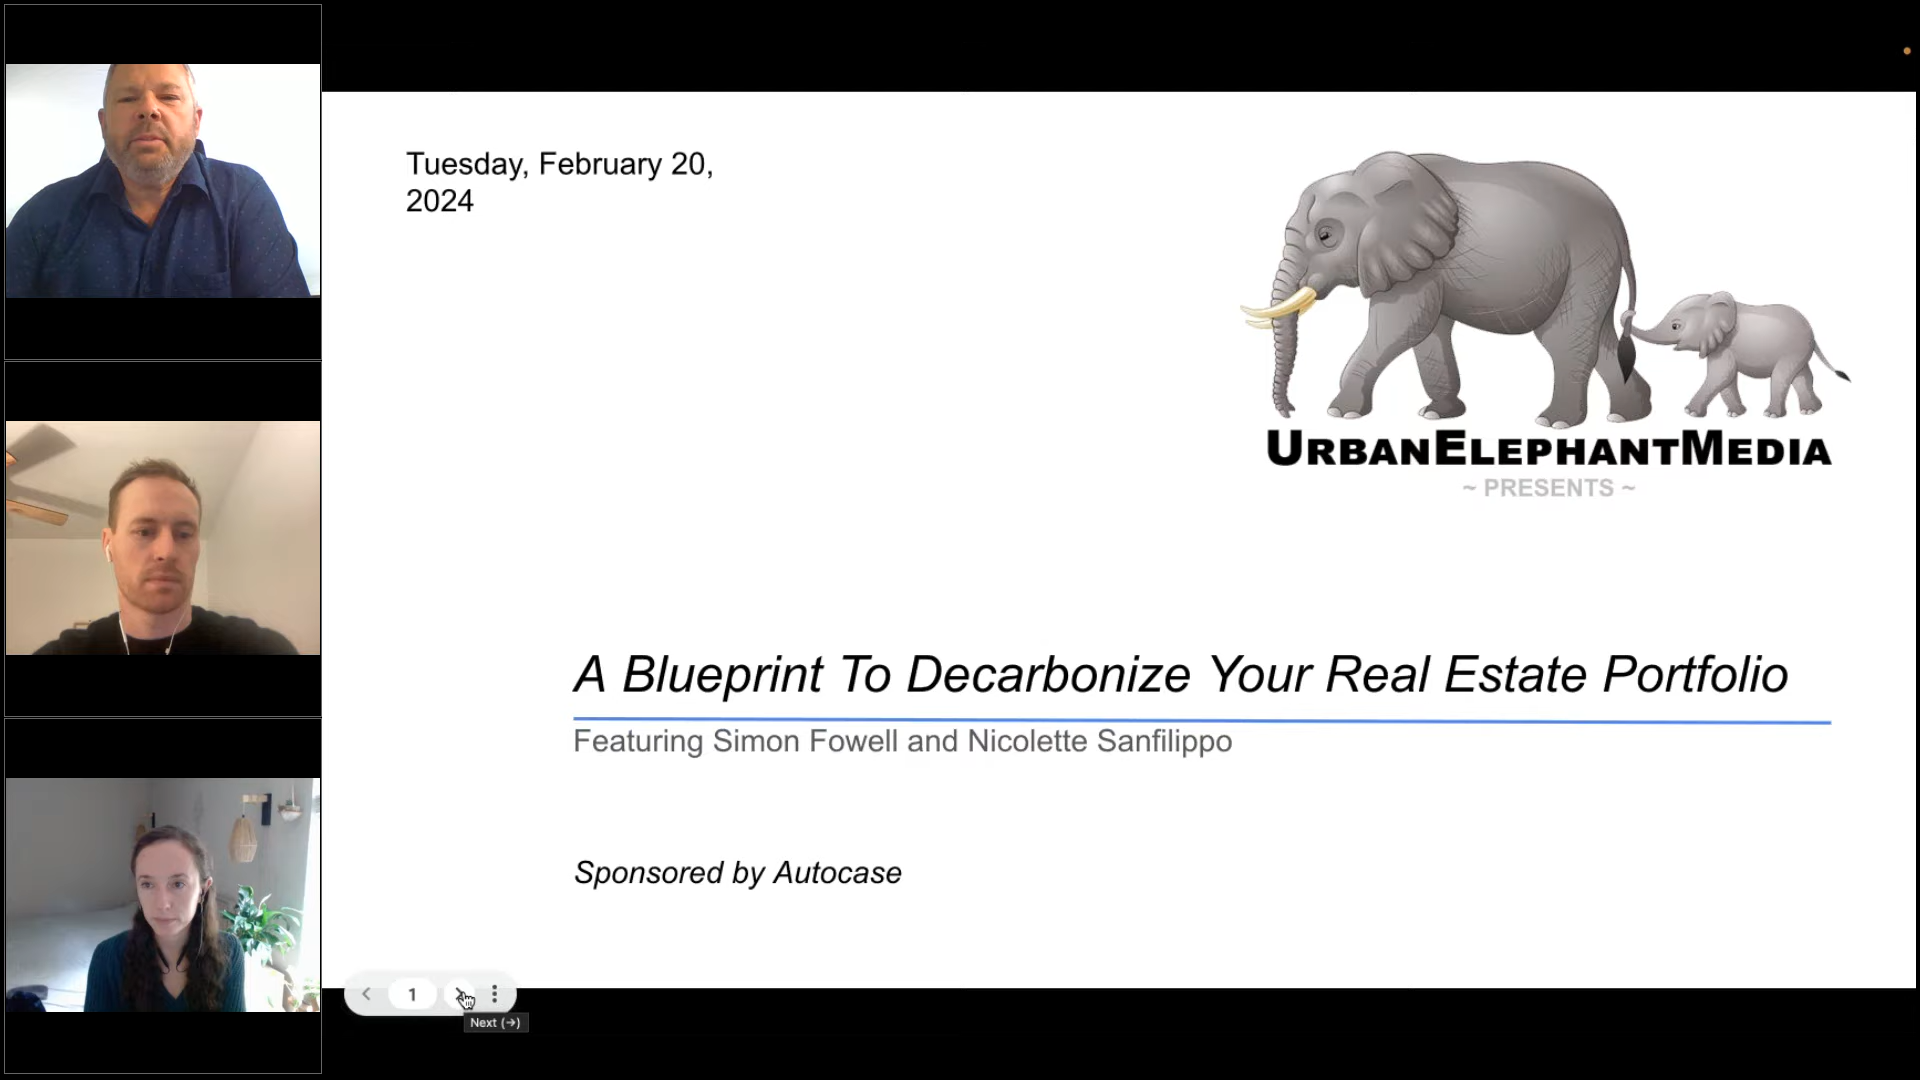 Tuesday, February 20,
2024
URBANELEPHANTMEDIA
~ PRESENTS ~
A Blueprint To Decarbonize Your Real Estate Portfolio
Featuring Simon Fowell and Nicolette Sanfilippo
Sponsored by Autocase
1
Next (→)